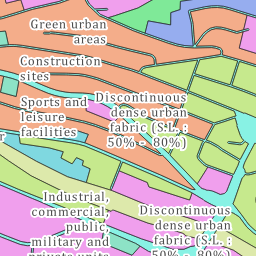 Green urban
areas
Construction
sites
Sports and
leisure
facilities
Discontinuous
dense urban
fabric (S.L. :
50% - 80%)
r
Industrial,
commercial,
public,
military and
private units
Discontinuous
dense urban
fabric (S.L. :
50% - 80%)